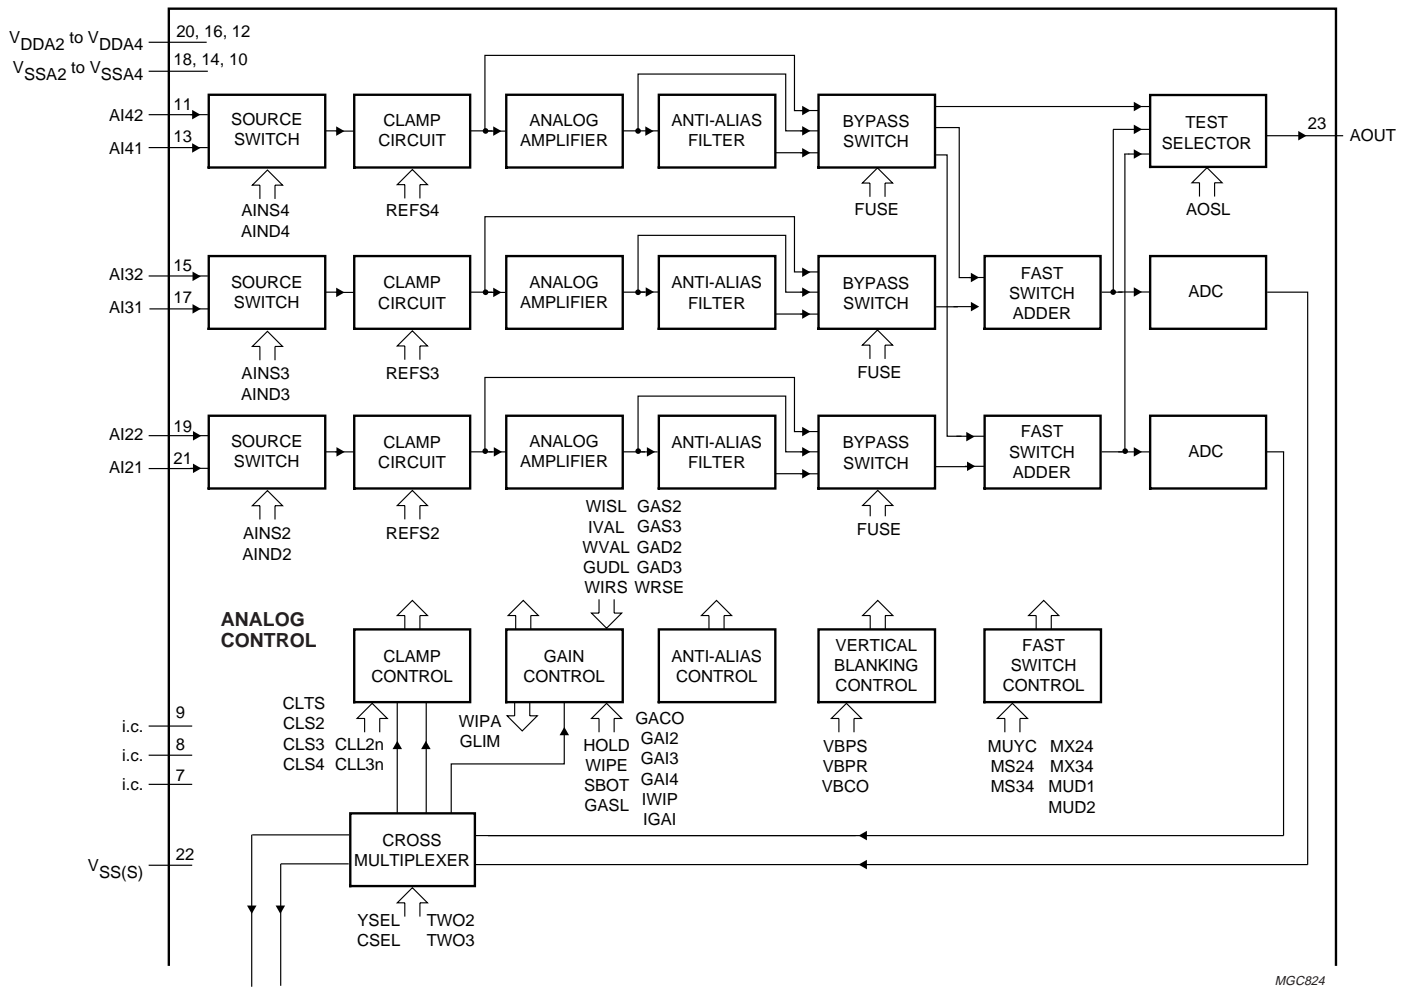 VDDA2 to VDDA4
20, 16, 12
VSSA2 to VSSA4
18, 14, 10
AI42
11
AI41
13
SOURCE
SWITCH
CLAMP
CIRCUIT
ANALOG
AMPLIFIER
ANTI-ALIAS
FILTER
BYPASS
SWITCH
TEST
SELECTOR
23
AOUT
AINS4
AIND4
REFS4
FUSE
AOSL
AI32
15
AI31
17
SOURCE
SWITCH
CLAMP
CIRCUIT
ANALOG
AMPLIFIER
ANTI-ALIAS
FILTER
BYPASS
SWITCH
FAST
SWITCH
ADDER
ADC
AINS3
AIND3
REFS3
FUSE
AI22
19
AI21
21
SOURCE
SWITCH
CLAMP
CIRCUIT
ANALOG
AMPLIFIER
ANTI-ALIAS
FILTER
BYPASS
SWITCH
FAST
SWITCH
ADDER
ADC
AINS2
AIND2
REFS2
FUSE
WISL GAS2
IVAL GAS3
WVAL GAD2
GUDL GAD3
WIRS WRSE
ANALOG
CONTROL
CLAMP
CONTROL
GAIN
CONTROL
ANTI-ALIAS
CONTROL
VERTICAL
BLANKING
CONTROL
FAST
SWITCH
CONTROL
CLTS
CLS2
CLS3 CLL2n
CLS4 CLL3n
WIPA
GLIM
HOLD
WIPE
SBOT
GASL
GACO
GAI2
GAI3
GAI4
IWIP
IGAI
VBPS
VBPR
VBCO
MUYC
MS24
MS34
MX24
MX34
MUD1
MUD2
i.c.
9
i.c.
8
i.c.
7
VSS(S)
22
CROSS
MULTIPLEXER
YSEL TWO2
CSEL TWO3
MGC824